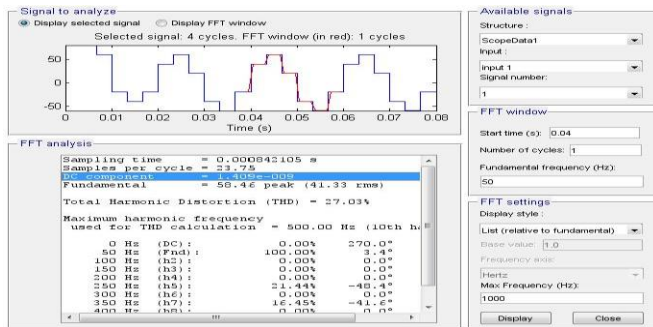 Signal to analyze
Display selected signal Display FFT window
Selected signal: 4 cycles. FFT window (in red): 1 cycles
50
0
-50
0 0.01 0.02 0.03 0.04 0.05 0.06 0.07 0.08
Time (s)
FFT analysis
Sampling time = 0.000842105 s
Samples per cycle = 23.75
DC component = 1.409e-009
Fundamental = 58.46 peak (41.33 rms)
Total Harmonic Distortion (THD) = 27.03%
Maximum harmonic frequency
used for THD calculation = 500.00 Hz (10th ha
0 Hz (DC): 0.00% 270.0°
50 Hz (Fnd): 100.00% 3.4°
100 Hz (h2): 0.00% 0.0°
150 Hz (h3): 0.00% 0.0°
200 Hz (h4): 0.00% 0.0°
250 Hz (h5): 21.44% -48.4°
300 Hz (h6): 0.00% 0.0°
350 Hz (h7): 16.45% -41.6°
400 Hz (h8): 0.00% 0.0°
Available signals
Structure :
ScopeData1
Input :
input 1
Signal number:
1
FFT window
Start time (s): 0.04
Number of cycles: 1
Fundamental frequency (Hz):
50
FFT settings
Display style :
List (relative to fundamental)
Base value: 1.0
Frequency axis:
Hertz
Max Frequency (Hz):
1000
Display Close